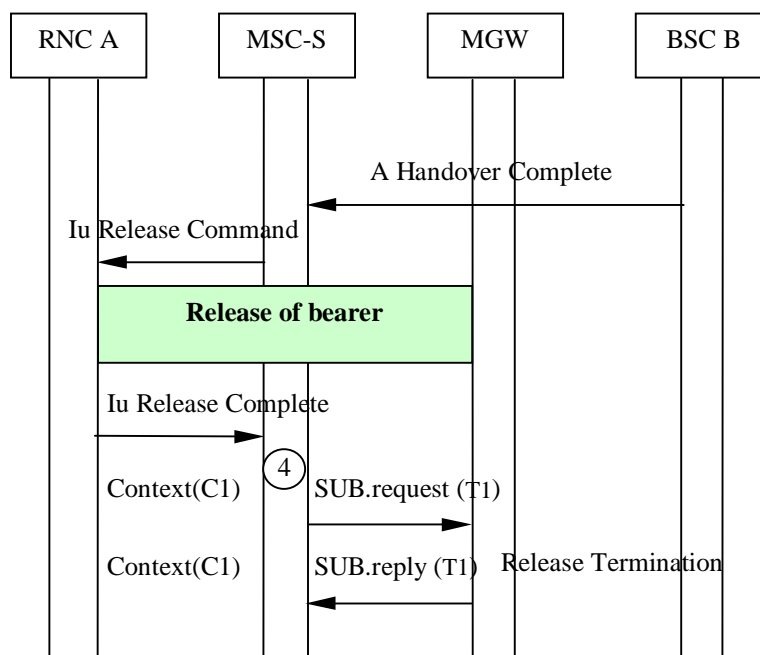 RNC A MSC-S MGW BSC B
A Handover Complete
Iu Release Command
Release of bearer
Iu Release Complete
4
Context(C1) SUB.request (T1)
Context(C1) SUB.reply (T1) Release Termination